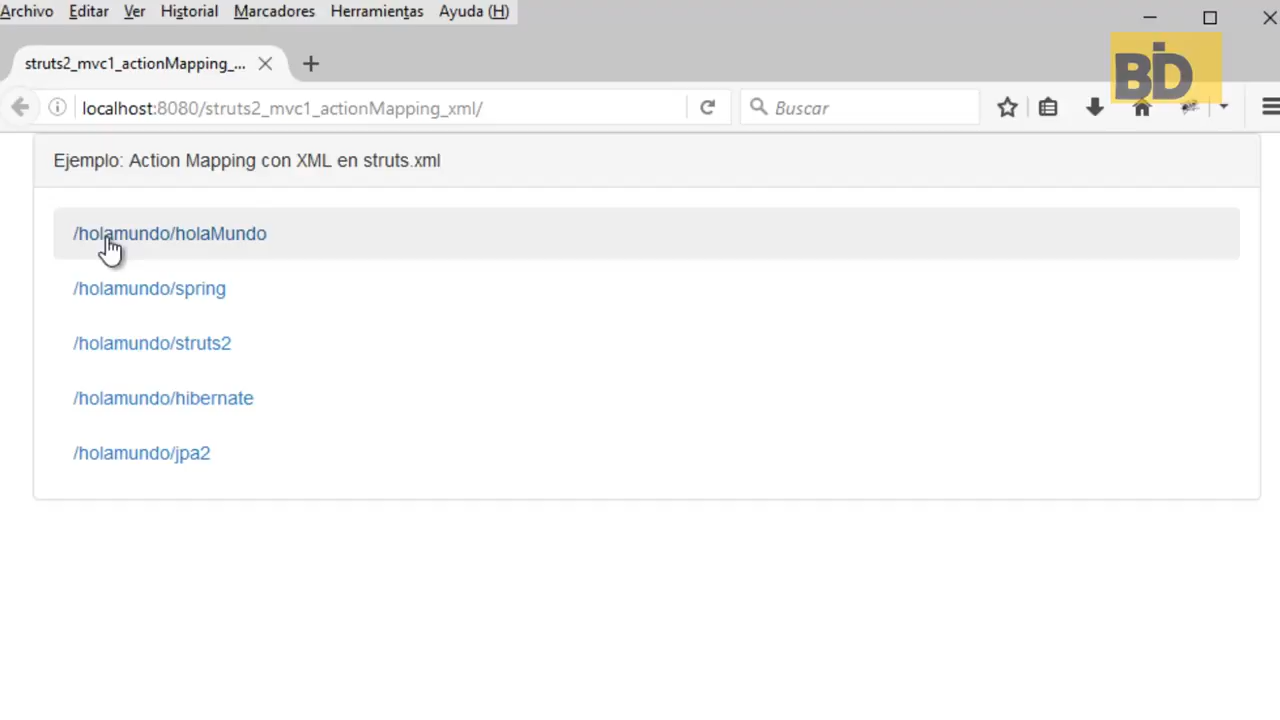 Archivo Editar Ver Historial Marcadores Herramientas Ayuda (H)
struts2_mvc1_actionMapping_...
BID
localhost:8080/struts2_mvc1_actionMapping_xml/ Buscar
Ejemplo: Action Mapping con XML en struts.xml
/holamundo/holaMundo
/holamundo/spring
/holamundo/struts2
/holamundo/hibernate
/holamundo/jpa2